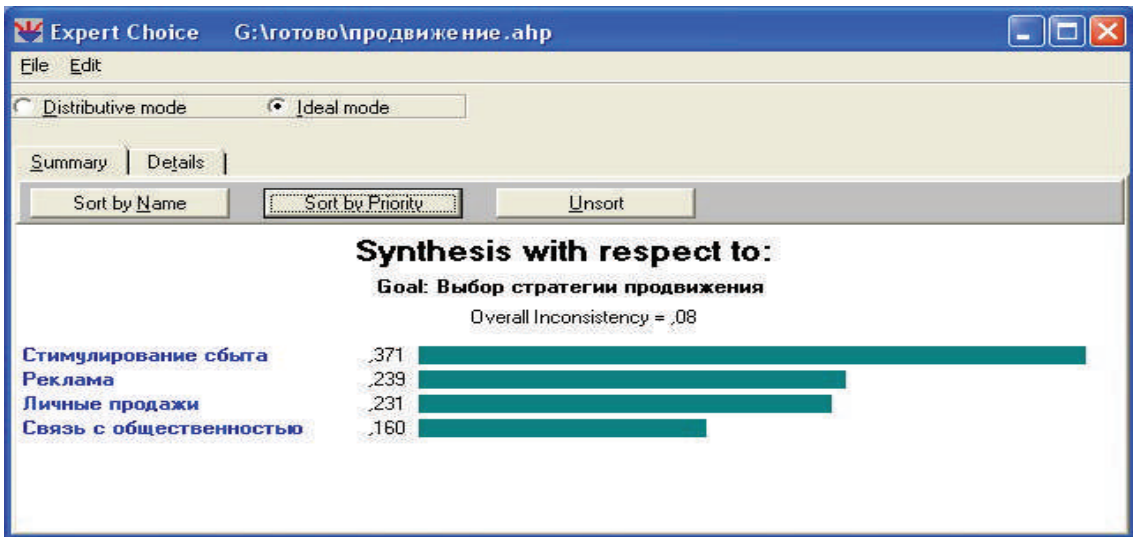 Expert Choice G:\готово\продвижение.ahp
File Edit
Distributive mode Ideal mode
Summary Details
Sort by Name Sort by Priority Unsort
Synthesis with respect to:
Goal: Выбор стратегии продвижения
Overall Inconsistency = ,08
Стимулирование сбыта ,371
Реклама ,239
Личные продажи ,231
Связь с общественностью ,160